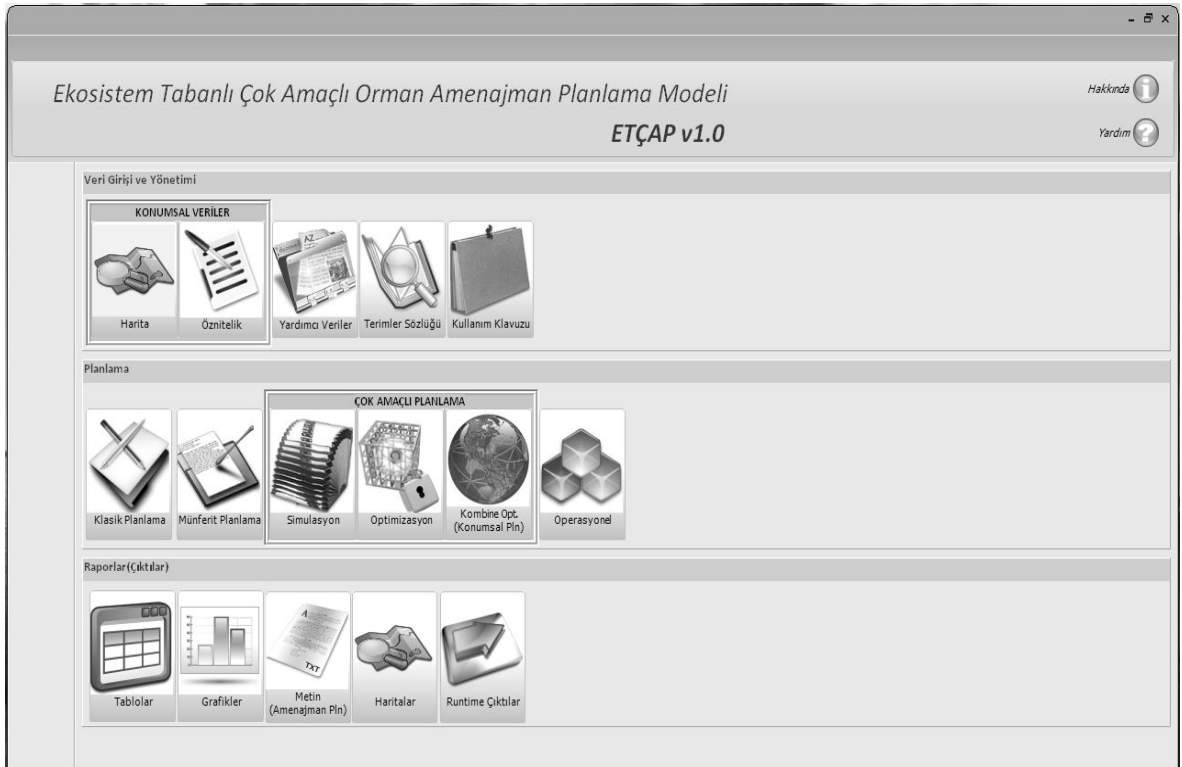 Ekosistem Tabanlı Çok Amaçlı Orman Amenajman Planlama Modeli
Hakkında
ETÇAP v1.0
Yardım
Veri Girişi ve Yönetimi
KONUMSAL VERİLER
AZ
Harita
Öznitelik
Yardımcı Veriler
Terimler Sözlüğü
Kullanım Klavuzu
Planlama
ÇOK AMAÇLI PLANLAMA
Klasik Planlama
Münferit Planlama
Simulasyon
Optimizasyon
Kombine Opt.
(Konumsal Pln)
Operasyonel
Raporlar(Çıktılar)
TXT
Tablolar
Grafikler
Metin
(Amenajman Pln)
Haritalar
Runtime Çıktılar